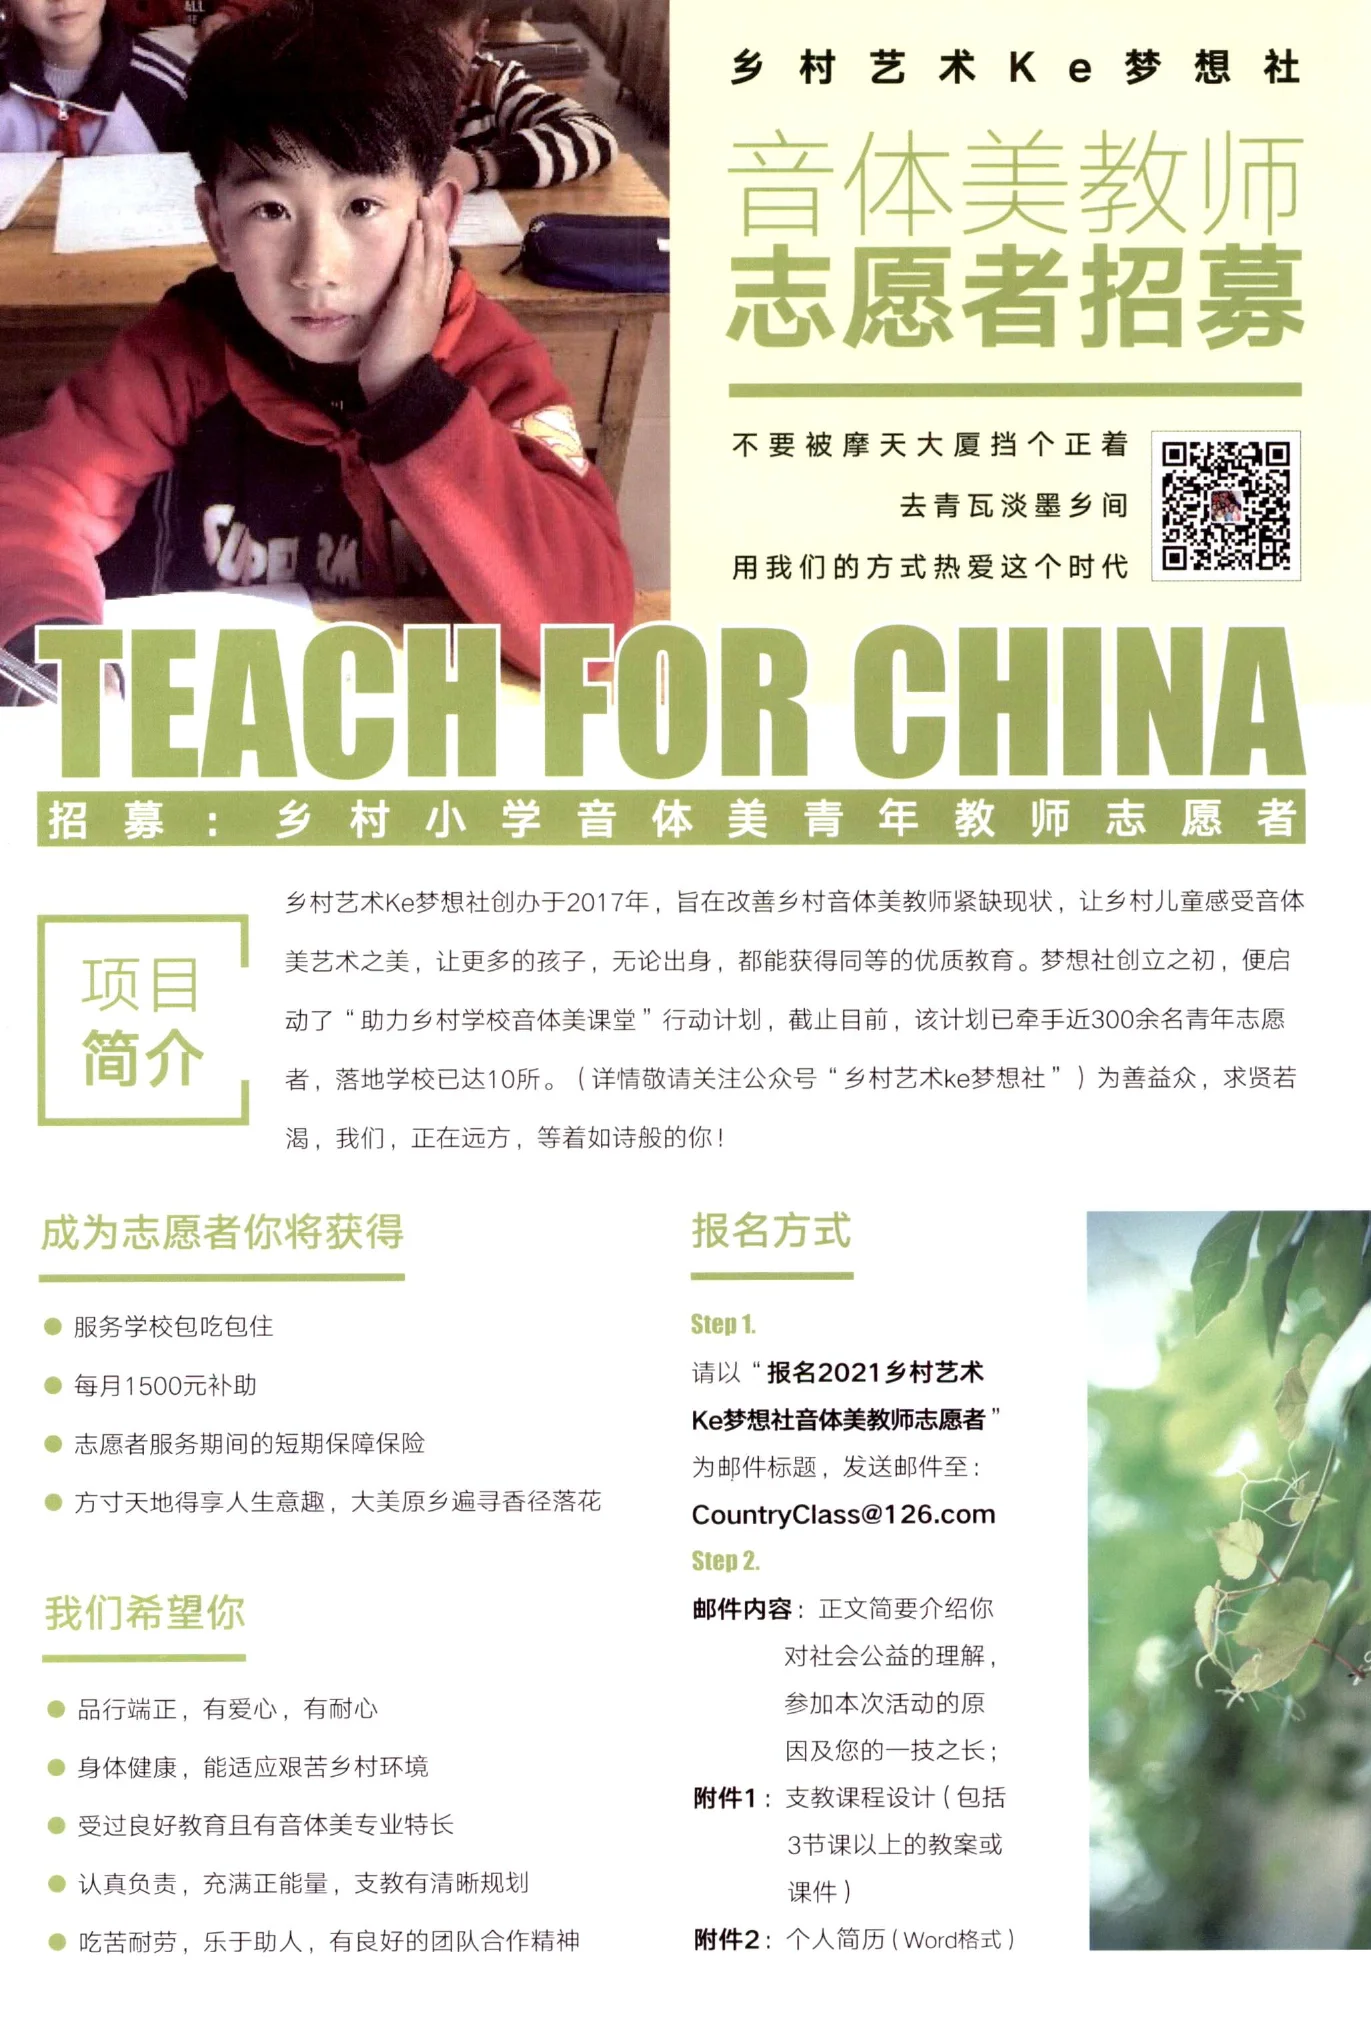 乡村艺术Ke梦想社
音体美教师
志愿者招募
不要被摩天大厦挡个正着
去青瓦淡墨乡间
用我们的方式热爱这个时代
TEACH FOR CHINA
招募：乡村小学音体美青年教师志愿者
项目
简介
乡村艺术Ke梦想社创办于2017年，旨在改善乡村音体美教师紧缺现状，让乡村儿童感受音体
美艺术之美，让更多的孩子，无论出身，都能获得同等的优质教育。梦想社创立之初，便启
动了“助力乡村学校音体美课堂”行动计划，截止目前，该计划已牵手近300余名青年志愿
者，落地学校已达10所。（详情敬请关注公众号“乡村艺术ke梦想社”）为善益众，求贤若
渴，我们，正在远方，等着如诗般的你！
成为志愿者你将获得
服务学校包吃包住
每月1500元补助
志愿者服务期间的短期保障保险
方寸天地得享人生意趣，大美原乡遍寻香径落花
我们希望你
品行端正，有爱心，有耐心
身体健康，能适应艰苦乡村环境
受过良好教育且有音体美专业特长
认真负责，充满正能量，支教有清晰规划
吃苦耐劳，乐于助人，有良好的团队合作精神
报名方式
Step 1.
请以“报名2021乡村艺术
Ke梦想社音体美教师志愿者”
为邮件标题，发送邮件至：
CountryClass@126.com
Step 2.
邮件内容：正文简要介绍你
对社会公益的理解，
参加本次活动的原
因及您的一技之长；
附件1：支教课程设计（包括
3节课以上的教案或
课件）
附件2：个人简历（Word格式）